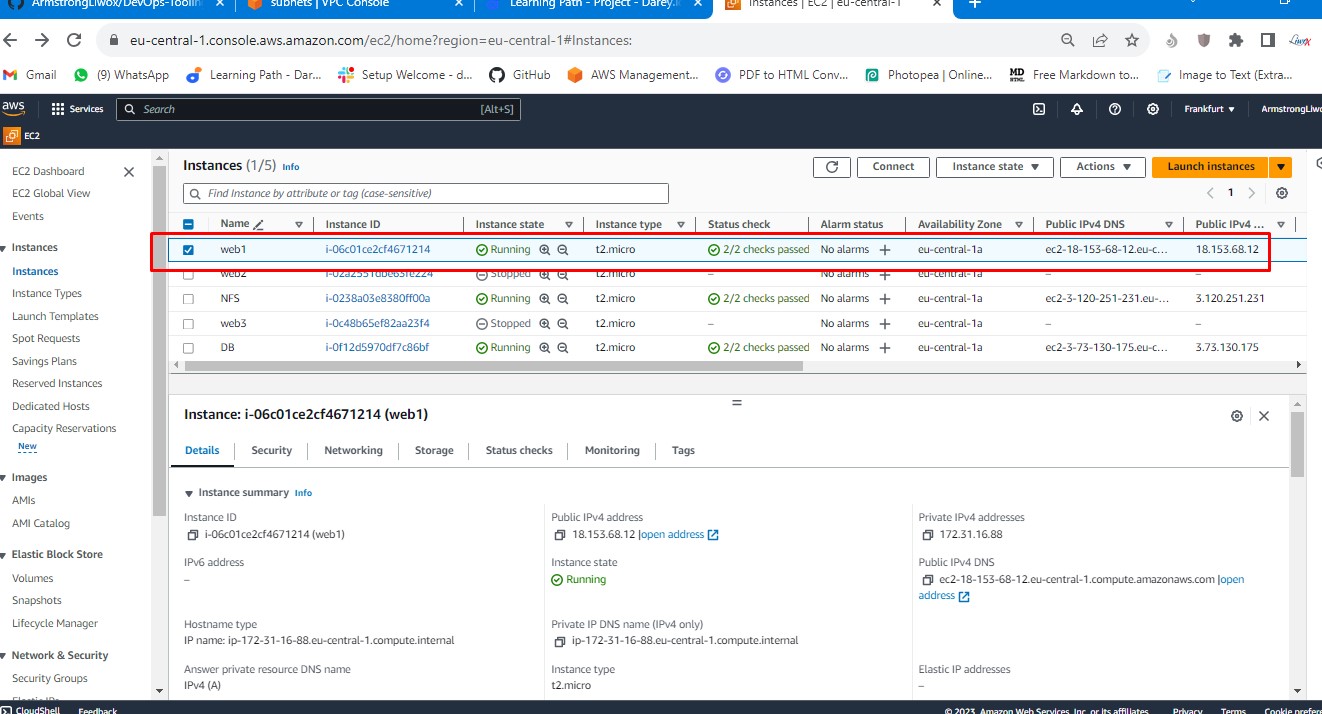 ArmstrongLiwox/DevOps-Toolin
subnets | VPC Console
Learning Path - Project - Darey.i
Instances | EC2 | eu-central-1
eu-central-1.console.aws.amazon.com/ec2/home?region=eu-central-1#Instances:
Gmail (9) WhatsApp Learning Path - Dar... Setup Welcome - d... GitHub AWS Management... PDF to HTML Conv... Photopea | Online... Free Markdown to... Image to Text (Extra...
aws Services Search [Alt+S] Frankfurt ArmstrongLiwo
EC2
EC2 Dashboard
EC2 Global View
Events
Instances
Instances
Instance Types
Launch Templates
Spot Requests
Savings Plans
Reserved Instances
Dedicated Hosts
Capacity Reservations
New
Images
AMIs
AMI Catalog
Elastic Block Store
Volumes
Snapshots
Lifecycle Manager
Network & Security
Security Groups
Instances (1/5) Info
Connect Instance state Actions Launch instances
Find Instance by attribute or tag (case-sensitive)
1
Name Instance ID Instance state Instance type Status check Alarm status Availability Zone Public IPv4 DNS Public IPv4 ...
web1 i-06c01ce2cf4671214 Running t2.micro 2/2 checks passed No alarms + eu-central-1a ec2-18-153-68-12.eu-c... 18.153.68.12
web2 i-02a2551dbe65fe224 Stopped t2.micro – No alarms + eu-central-1a – –
NFS i-0238a03e8380ff00a Running t2.micro 2/2 checks passed No alarms + eu-central-1a ec2-3-120-251-231.eu-... 3.120.251.231
web3 i-0c48b65ef82aa23f4 Stopped t2.micro – No alarms + eu-central-1a – –
DB i-0f12d5970df7c86bf Running t2.micro 2/2 checks passed No alarms + eu-central-1a ec2-3-73-130-175.eu-c... 3.73.130.175
Instance: i-06c01ce2cf4671214 (web1)
Details Security Networking Storage Status checks Monitoring Tags
Instance summary Info
Instance ID
i-06c01ce2cf4671214 (web1)
Public IPv4 address
18.153.68.12 |open address
Private IPv4 addresses
172.31.16.88
IPv6 address
–
Instance state
Running
Public IPv4 DNS
ec2-18-153-68-12.eu-central-1.compute.amazonaws.com |open
address
Hostname type
IP name: ip-172-31-16-88.eu-central-1.compute.internal
Private IP DNS name (IPv4 only)
ip-172-31-16-88.eu-central-1.compute.internal
Answer private resource DNS name
IPv4 (A)
Instance type
t2.micro
Elastic IP addresses
–
CloudShell Feedback © 2023, Amazon Web Services, Inc. or its affiliates. Privacy Terms Cookie prefere